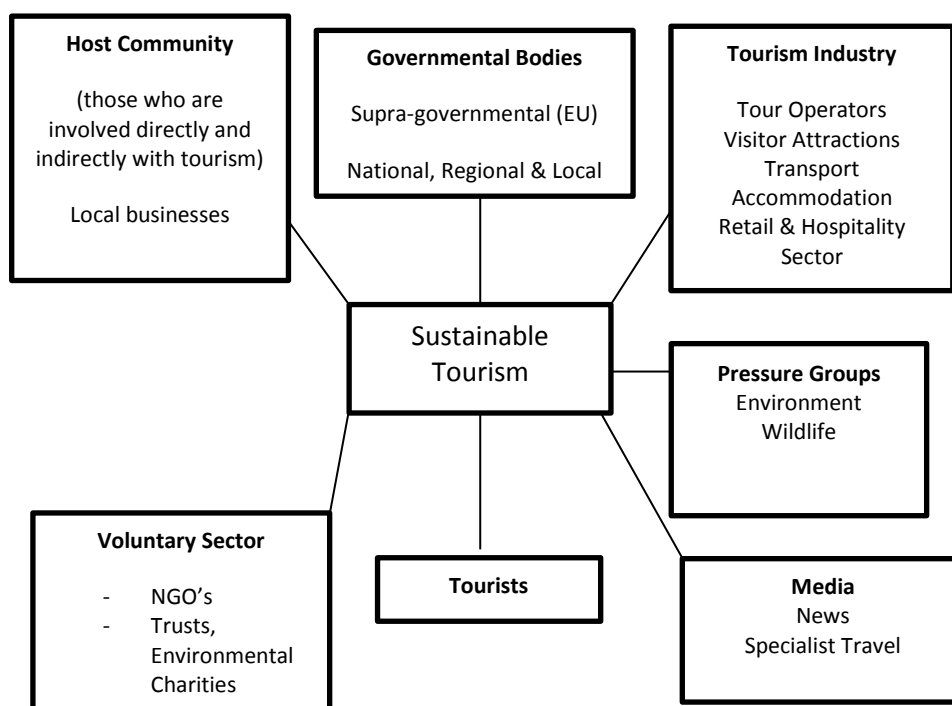 Host Community
(those who are
involved directly and
indirectly with tourism)
Local businesses
Governmental Bodies
Supra-governmental (EU)
National, Regional & Local
Tourism Industry
Tour Operators
Visitor Attractions
Transport
Accommodation
Retail & Hospitality
Sector
Sustainable
Tourism
Pressure Groups
Environment
Wildlife
Voluntary Sector
- NGO’s
- Trusts,
Environmental
Charities
Tourists
Media
News
Specialist Travel